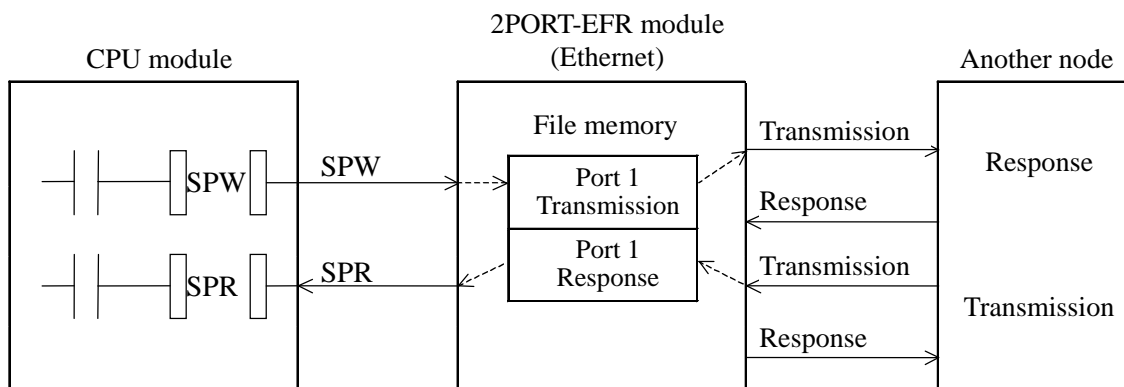 2PORT-EFR module
(Ethernet)
CPU module
Another node
File memory
SPW
SPW
Port 1
Transmission
Transmission
Response
Response
SPR
SPR
Port 1
Response
Transmission
Transmission
Response